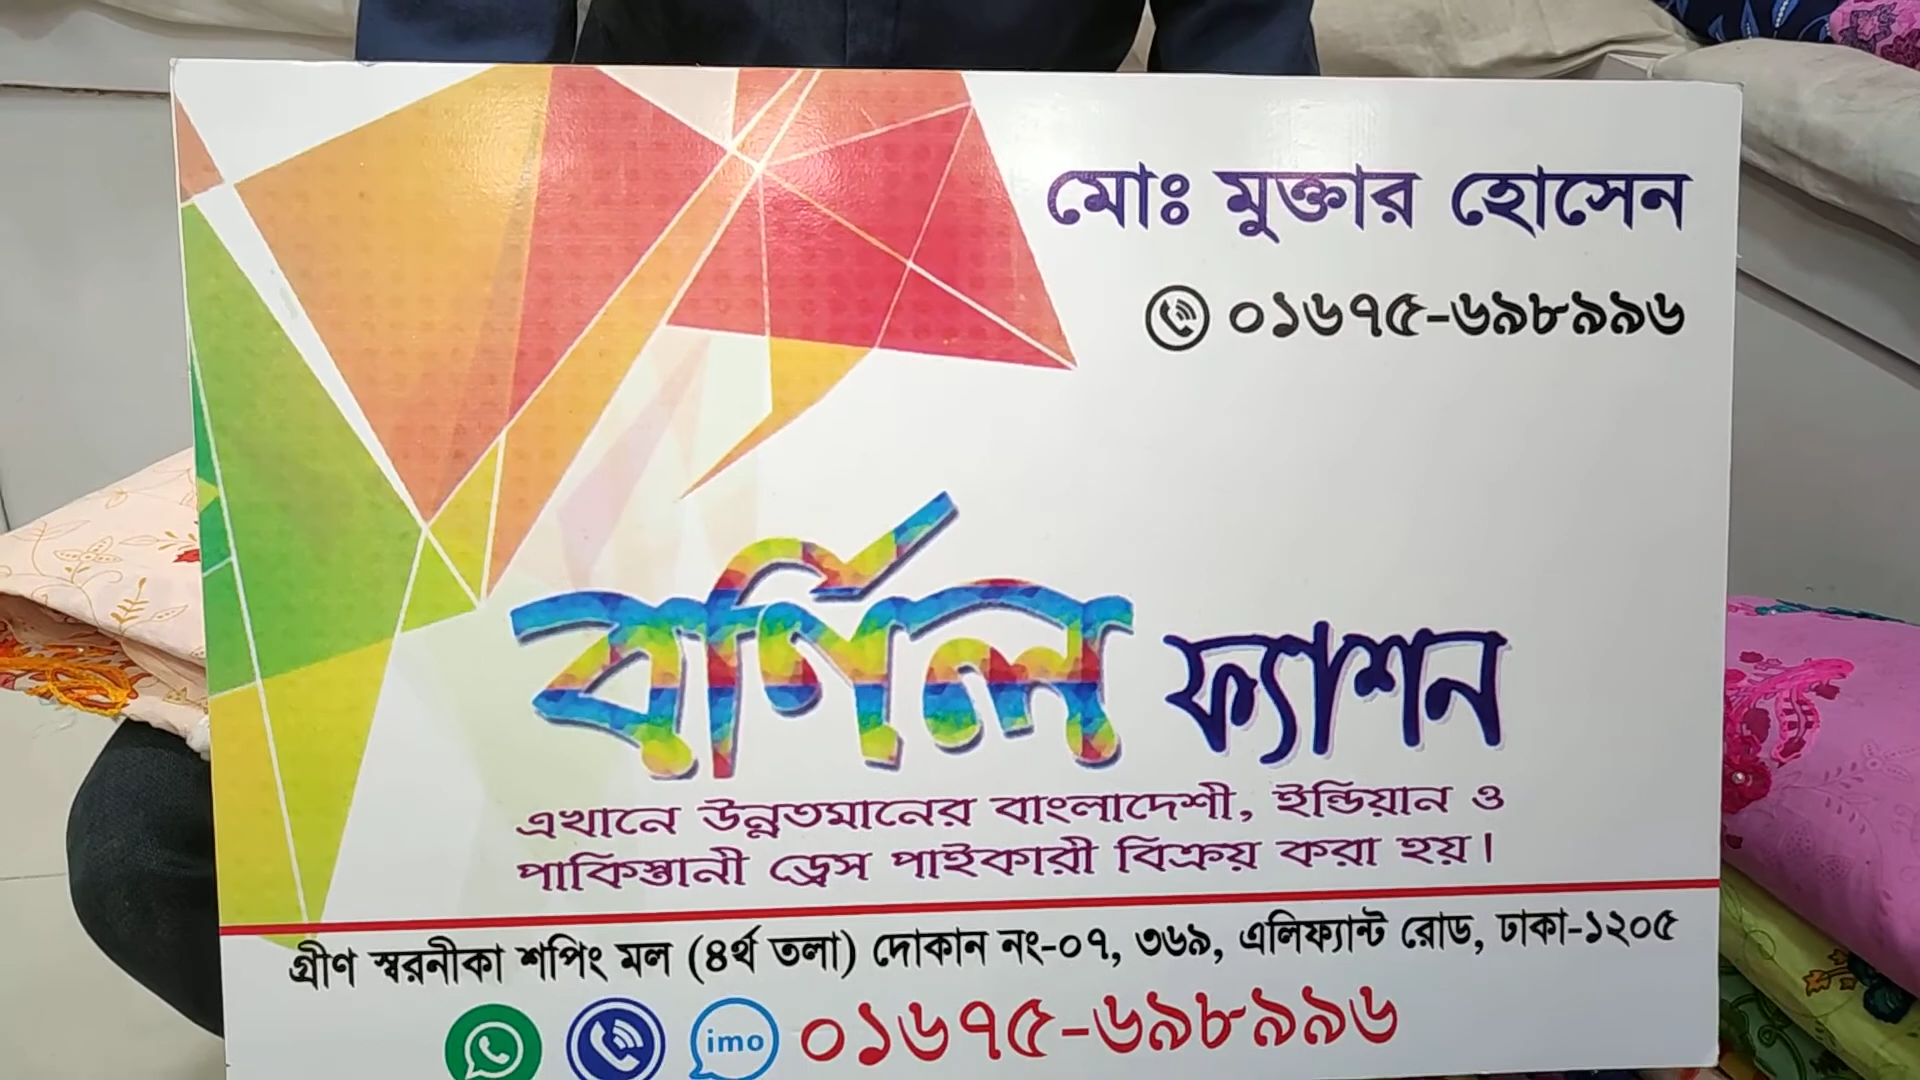 মোঃ মুক্তার হোসেন
০১৬৭৫-৬৯৮৯৯৬
বর্ণিল ফ্যাশন
এখানে উন্নতমানের বাংলাদেশী, ইন্ডিয়ান ও
পাকিস্তানী ড্রেস পাইকারী বিক্রয় করা হয়।
গ্রীণ স্বরনীকা শপিং মল (৪র্থ তলা) দোকান নং-০৭, ৩৬৯, এলিফ্যান্ট রোড, ঢাকা-১২০৫
imo ০১৬৭৫-৬৯৮৯৯৬